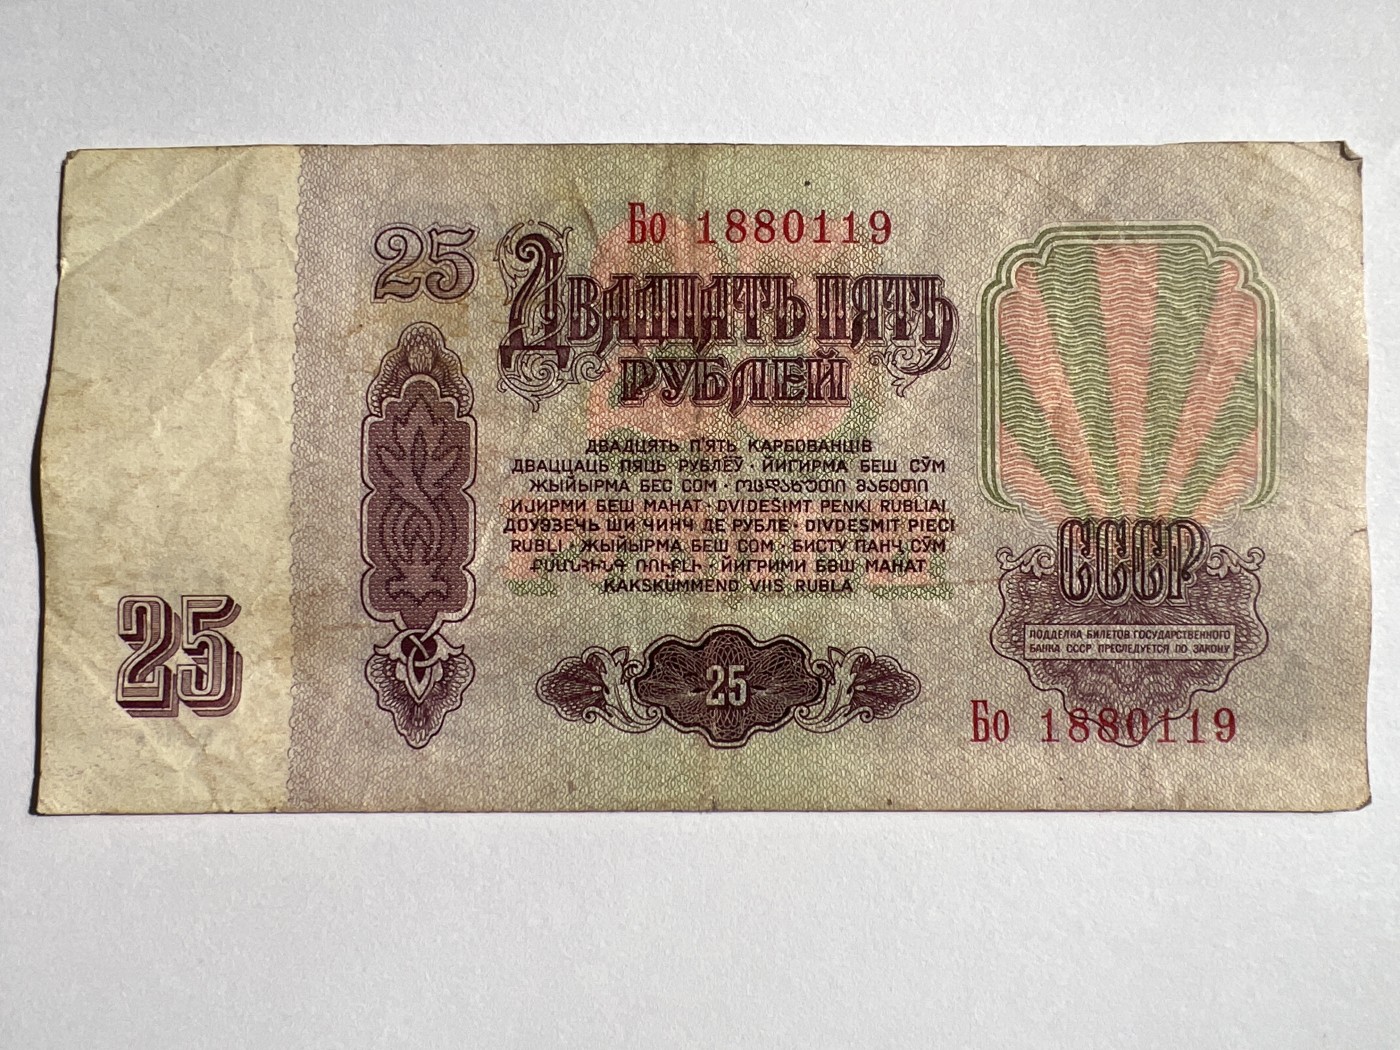 Бо 1880119
25
Двадцать пять
рублей
ДВАДЦЯТЬ П'ЯТЬ КАРБОВАНЦІВ
ДВАЦЦАЦЬ ПЯЦЬ РУБЛЁЎ · ЙИГИРМА БЕШ СЎМ
ЖЫЙЫРМА БЕС СОМ · ᲝᲪᲓᲐᲮᲣᲗᲘ ᲛᲐᲜᲔᲗᲘ
ИЈИРМИ БЕШ МАНАТ · DVIDEŠIMT PENKI RUBLIAI
ДОУЭЗЕЧЬ ШИ ЧИНЧ ДЕ РУБЛЕ · DIVDESMIT PIECI
RUBLI · ЖЫЙЫРМА БЕШ СОМ · БИСТУ ПАНҶ СӮМ
ՔՍԱՆՀԻՆԳ ՌՈՒԲԼԻ · ЙИГРИМИ БӘШ МАНАТ
KAKSKÜMMEND VIIS RUBLA
СССР
ПОДДЕЛКА БИЛЕТОВ ГОСУДАРСТВЕННОГО
БАНКА СССР ПРЕСЛЕДУЕТСЯ ПО ЗАКОНУ
25
25
Бо 1880119